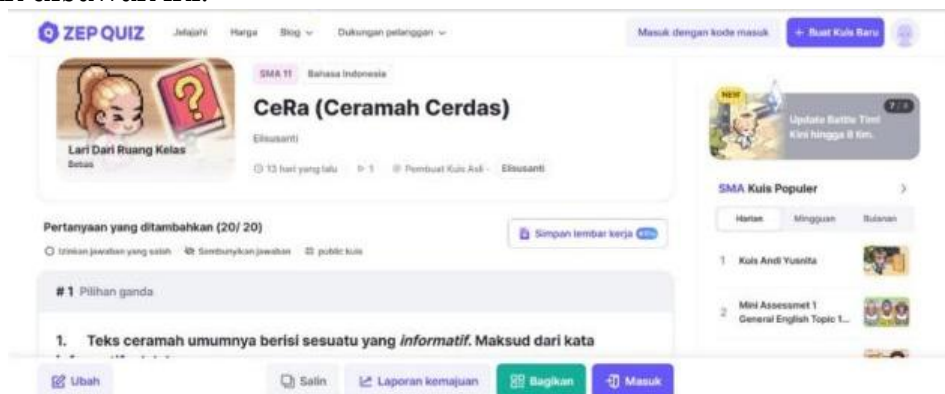 ZEP QUIZ
Jelajahi
Harga
Blog
Dukungan pelanggan
Masuk dengan kode masuk
+ Buat Kuis Baru
Lari Dari Ruang Kelas
Bebas
SMA 11
Bahasa Indonesia
CeRa (Ceramah Cerdas)
Elisusanti
13 hari yang lalu
1
Pembuat Kuis Asli -
Elisusanti
NEW
Update Battle Tim!
Kini hingga 8 tim.
SMA Kuis Populer
Harian
Mingguan
Bulanan
1 Kuis Andi Yusnita
2 Mini Assessmet 1
General English Topic 1...
Pertanyaan yang ditambahkan (20/ 20)
Izinkan jawaban yang salah
Sembunyikan jawaban
public kuis
Simpan lembar kerja
#1 Pilihan ganda
1. Teks ceramah umumnya berisi sesuatu yang informatif. Maksud dari kata
Ubah
Salin
Laporan kemajuan
Bagikan
Masuk